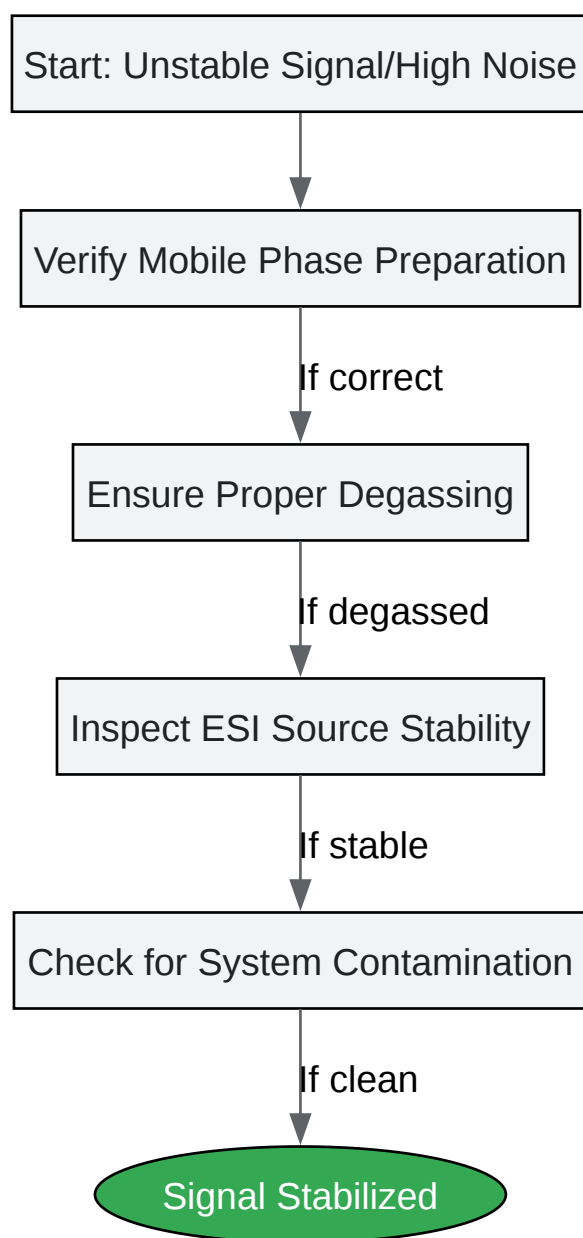 Start: Unstable Signal/High Noise
Verify Mobile Phase Preparation
If correct
Ensure Proper Degassing
If degassed
Inspect ESI Source Stability
If stable
Check for System Contamination
If clean
Signal Stabilized